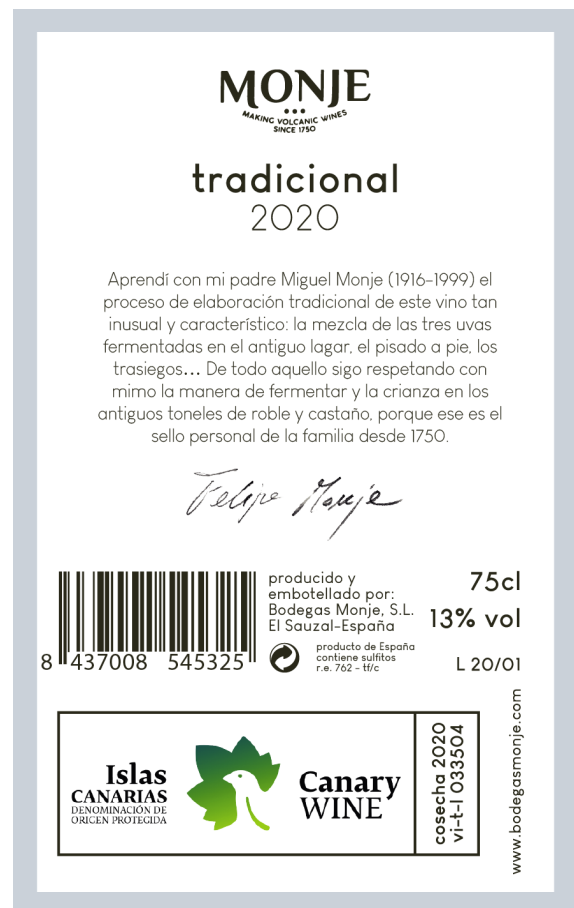 MONJE
MAKING VOLCANIC WINES
SINCE 1750
tradicional
2020
Aprendí con mi padre Miguel Monje (1916-1999) el
proceso de elaboración tradicional de este vino tan
inusual y característico: la mezcla de las tres uvas
fermentadas en el antiguo lagar, el pisado a pie, los
trasiegos... De todo aquello sigo respetando con
mimo la manera de fermentar y la crianza en los
antiguos toneles de roble y castaño, porque ese es el
sello personal de la familia desde 1750.
Felipe Monje
8 437008 545325
producido y
embotellado por:
Bodegas Monje, S.L.
El Sauzal-España
producto de España
contiene sulfitos
r.e. 762 - tf/c
75cl
13% vol
L 20/01
Islas
CANARIAS
DENOMINACIÓN DE
ORIGEN PROTEGIDA
Canary
WINE
cosecha 2020
vi-t-l 033504
www.bodegasmonje.com